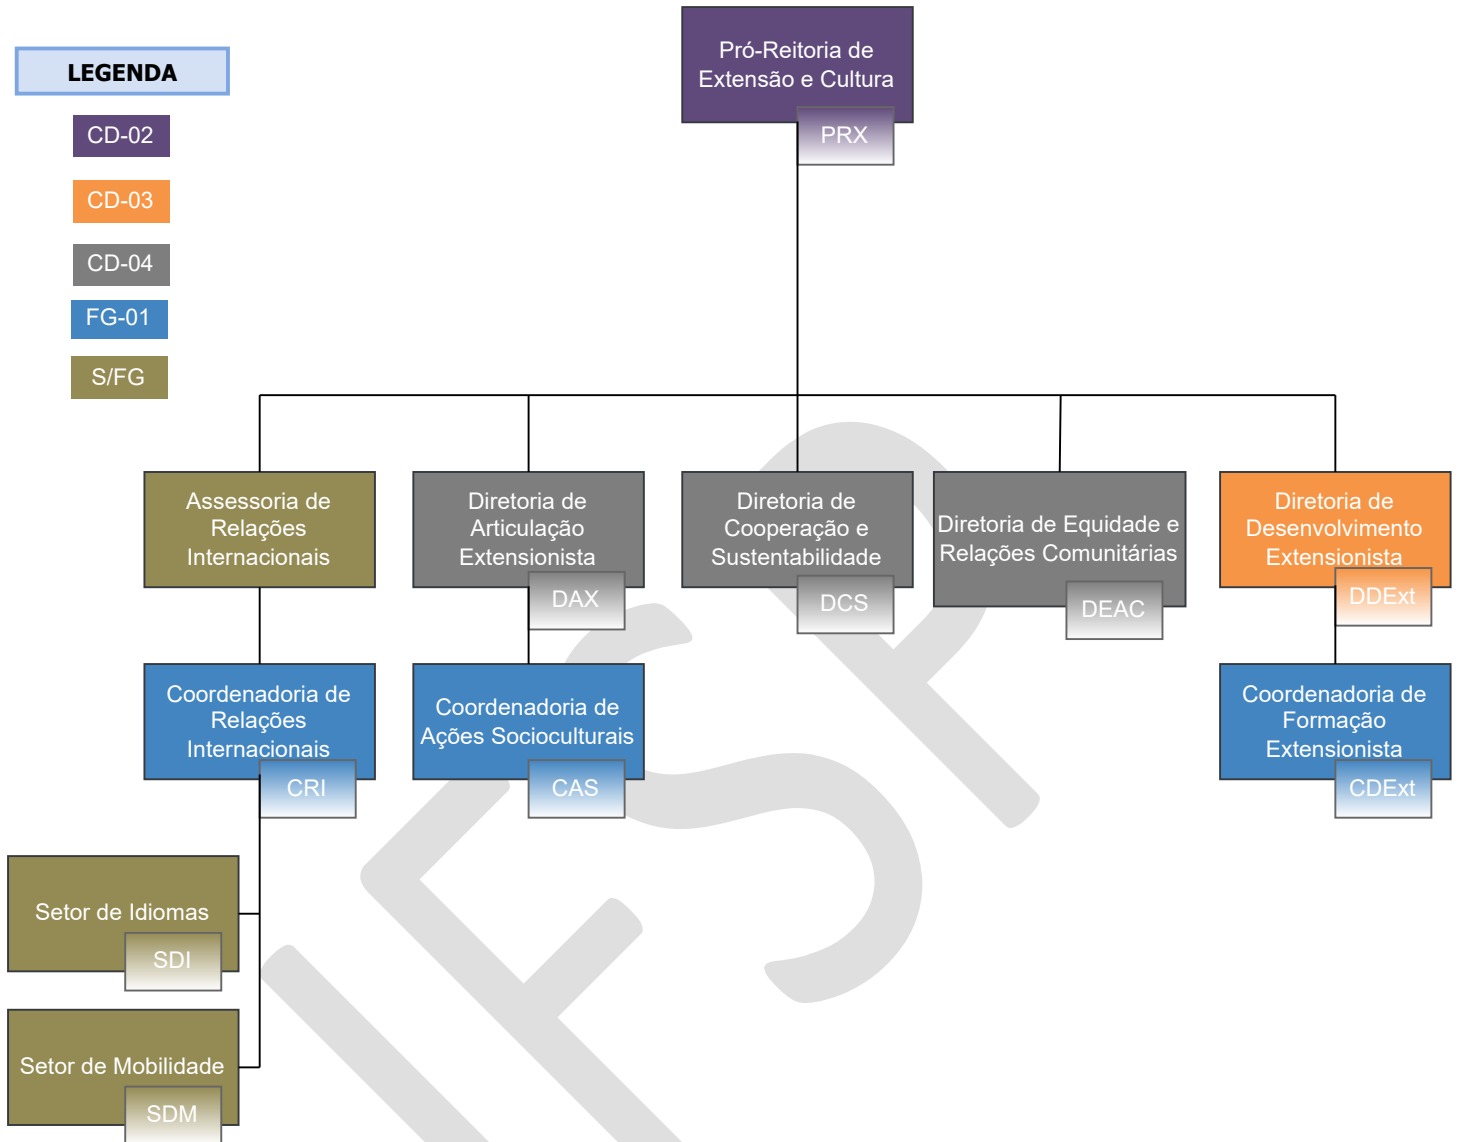 LEGENDA
CD-02
CD-03
CD-04
FG-01
S/FG
Pró-Reitoria de
Extensão e Cultura
PRX
Assessoria de
Relações
Internacionais
Diretoria de
Articulação
Extensionista
DAX
Diretoria de
Cooperação e
Sustentabilidade
DCS
Diretoria de Equidade e
Relações Comunitárias
DEAC
Diretoria de
Desenvolvimento
Extensionista
DDExt
Coordenadoria de
Relações
Internacionais
CRI
Coordenadoria de
Ações Socioculturais
CAS
Coordenadoria de
Formação
Extensionista
CDExt
Setor de Idiomas
SDI
Setor de Mobilidade
SDM
IFSP